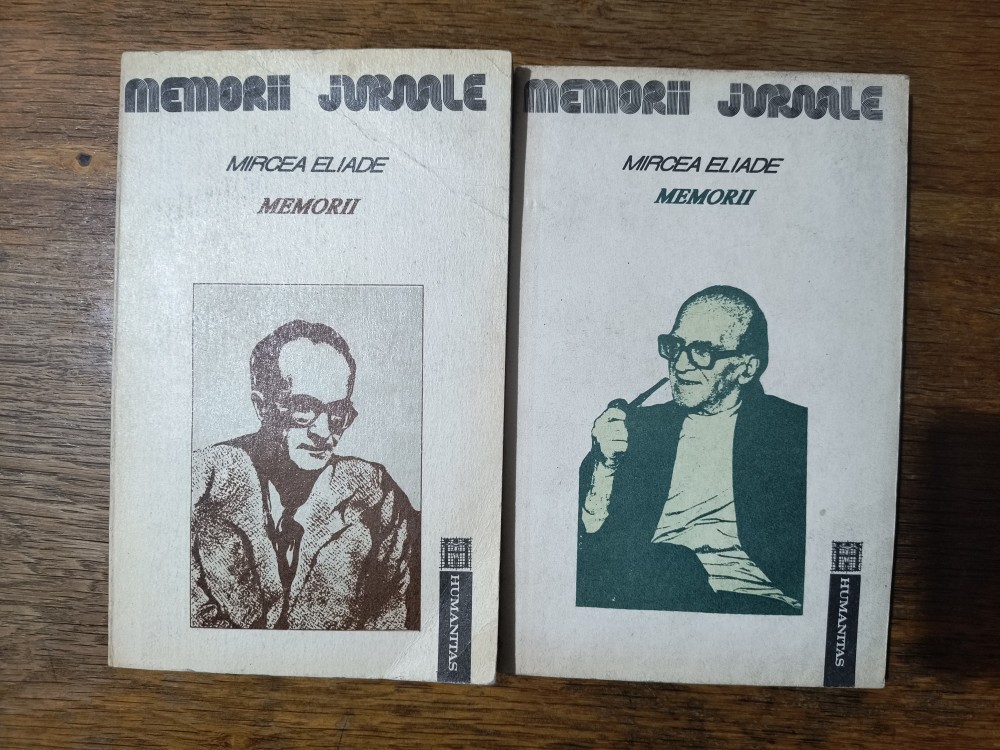 MEMORII JURNALE
MIRCEA ELIADE
MEMORII
HUMANITAS
MEMORII JURNALE
MIRCEA ELIADE
MEMORII
HUMANITAS